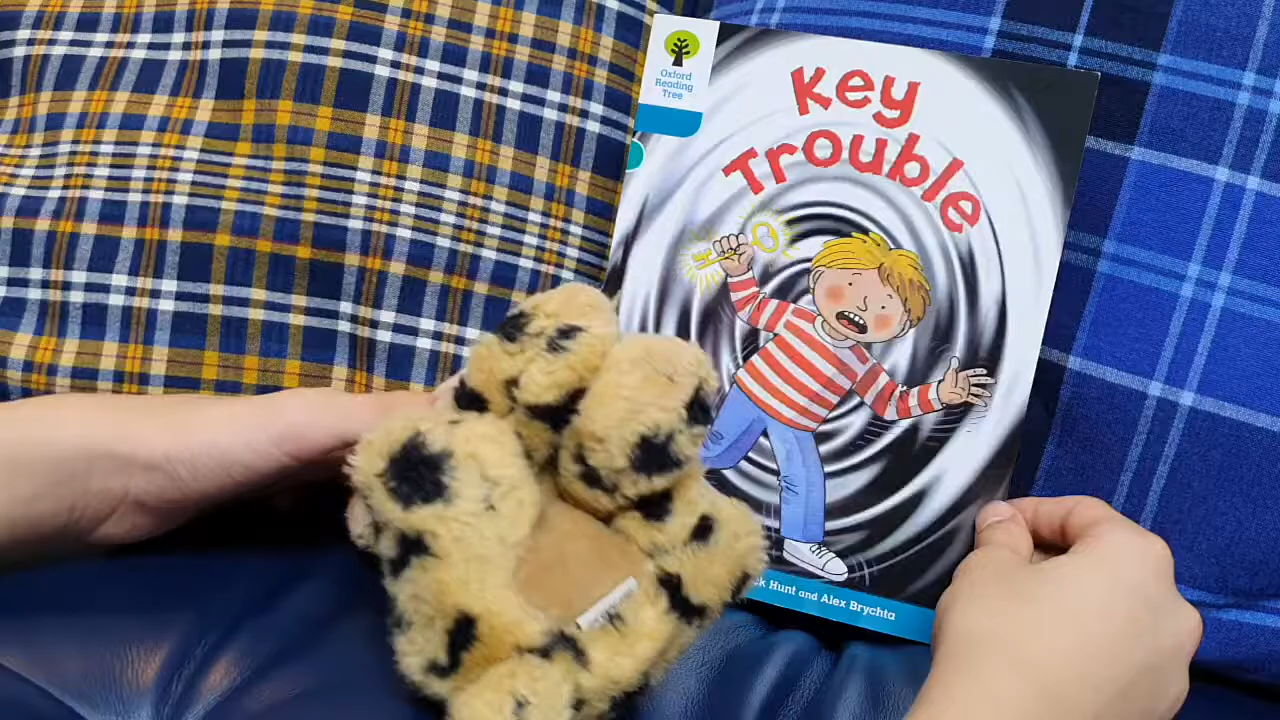 Oxford
Reading
Tree
Key
Trouble
Hunt and Alex Brychta